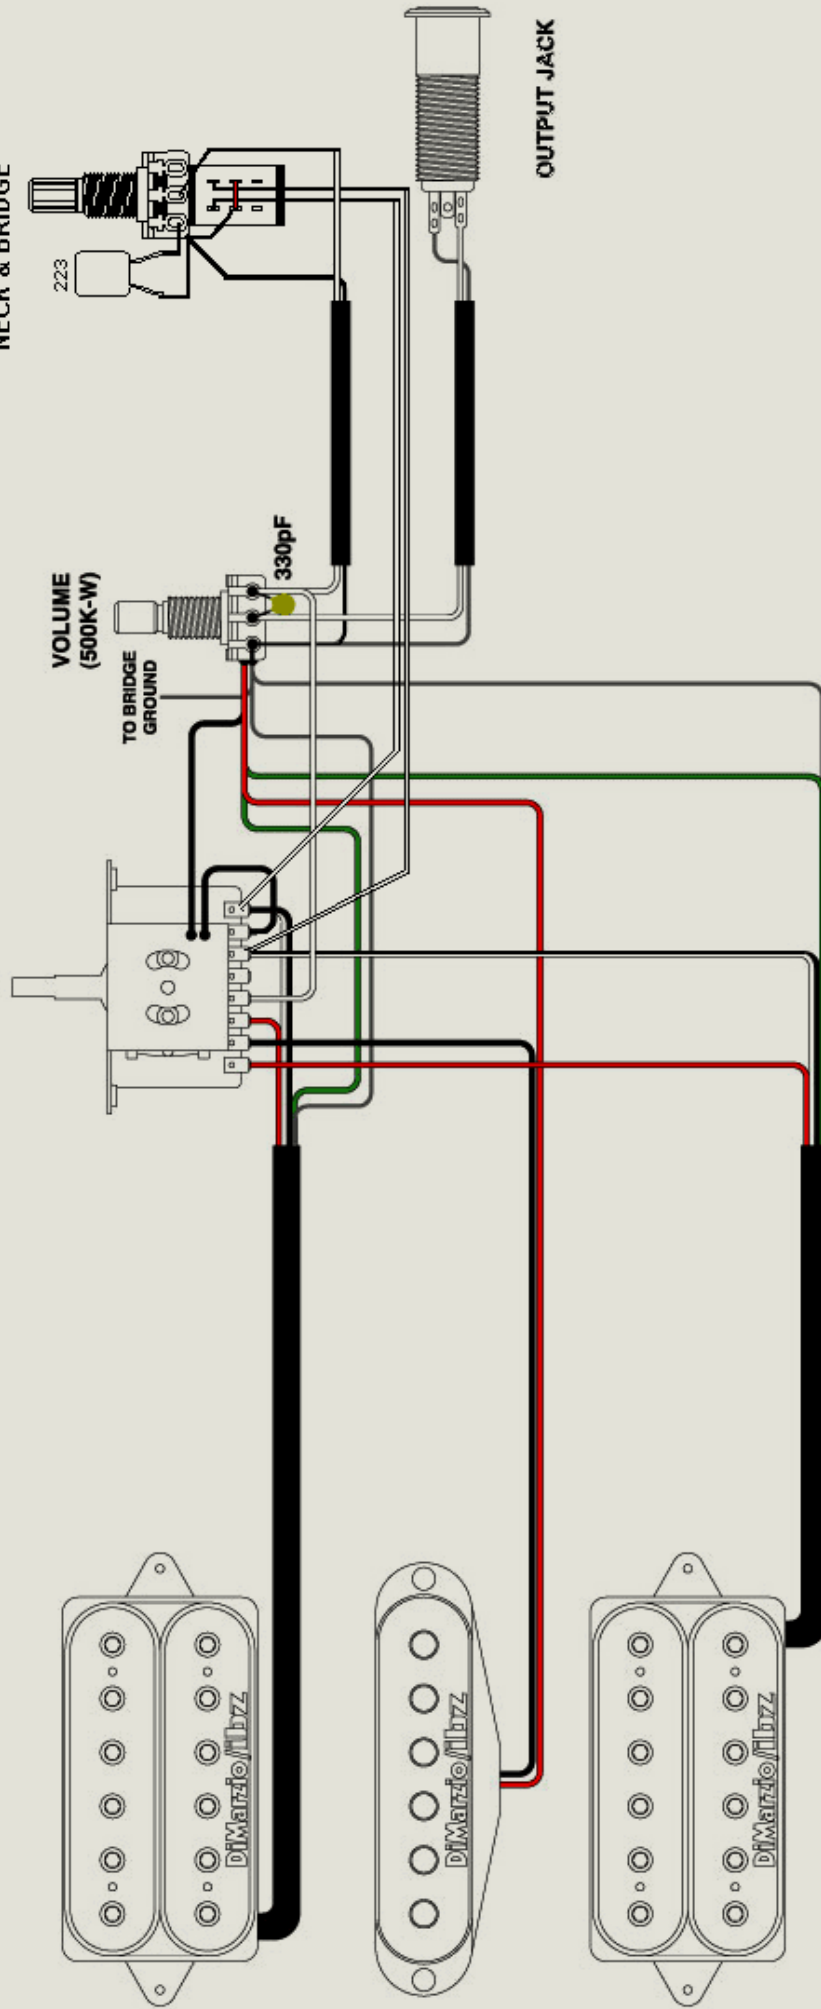 NECK & BRIDGE
223
OUTPUT JACK
VOLUME
(500K-W)
330pF
TO BRIDGE
GROUND
DiMarzio/Ibz
DiMarzio/Ibz
DiMarzio/Ibz